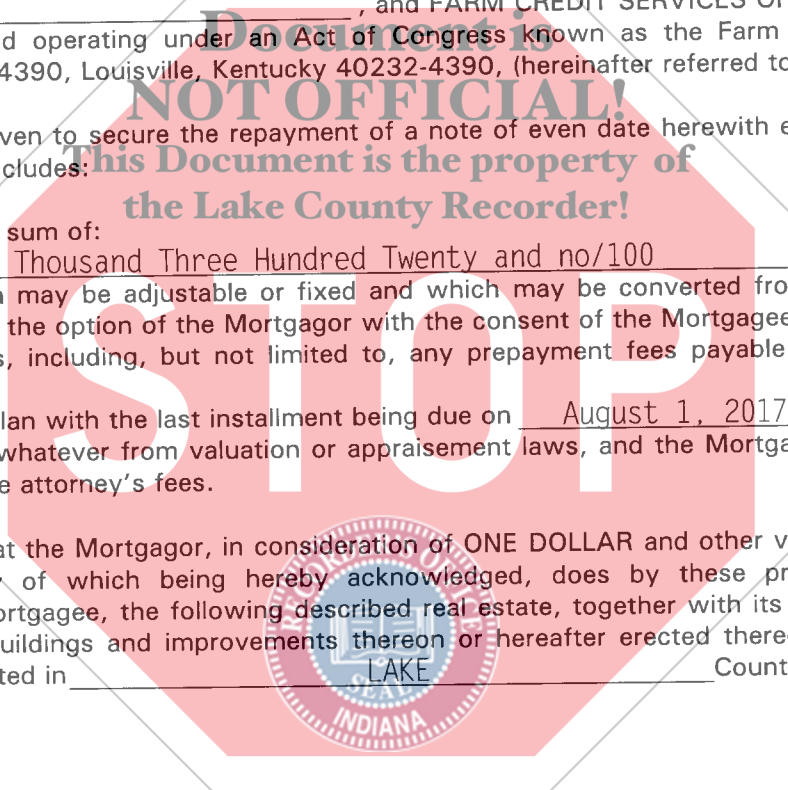 , and FARM CREDIT SERVICES OF
d operating under an Act of Congress known as the Farm
4390, Louisville, Kentucky 40232-4390, (hereinafter referred to
ven to secure the repayment of a note of even date herewith e
cludes:
sum of:
Thousand Three Hundred Twenty and no/100
may be adjustable or fixed and which may be converted fro
the option of the Mortgagor with the consent of the Mortgagee
s, including, but not limited to, any prepayment fees payable
lan with the last installment being due on August 1, 2017
whatever from valuation or appraisement laws, and the Mortga
e attorney's fees.
at the Mortgagor, in consideration of ONE DOLLAR and other v
y of which being hereby acknowledged, does by these pr
ortgagee, the following described real estate, together with its
uildings and improvements thereon or hereafter erected there
ted in LAKE Count
Document is
NOT OFFICIAL!
This Document is the property of
the Lake County Recorder!
STOP
SEAL
INDIANA